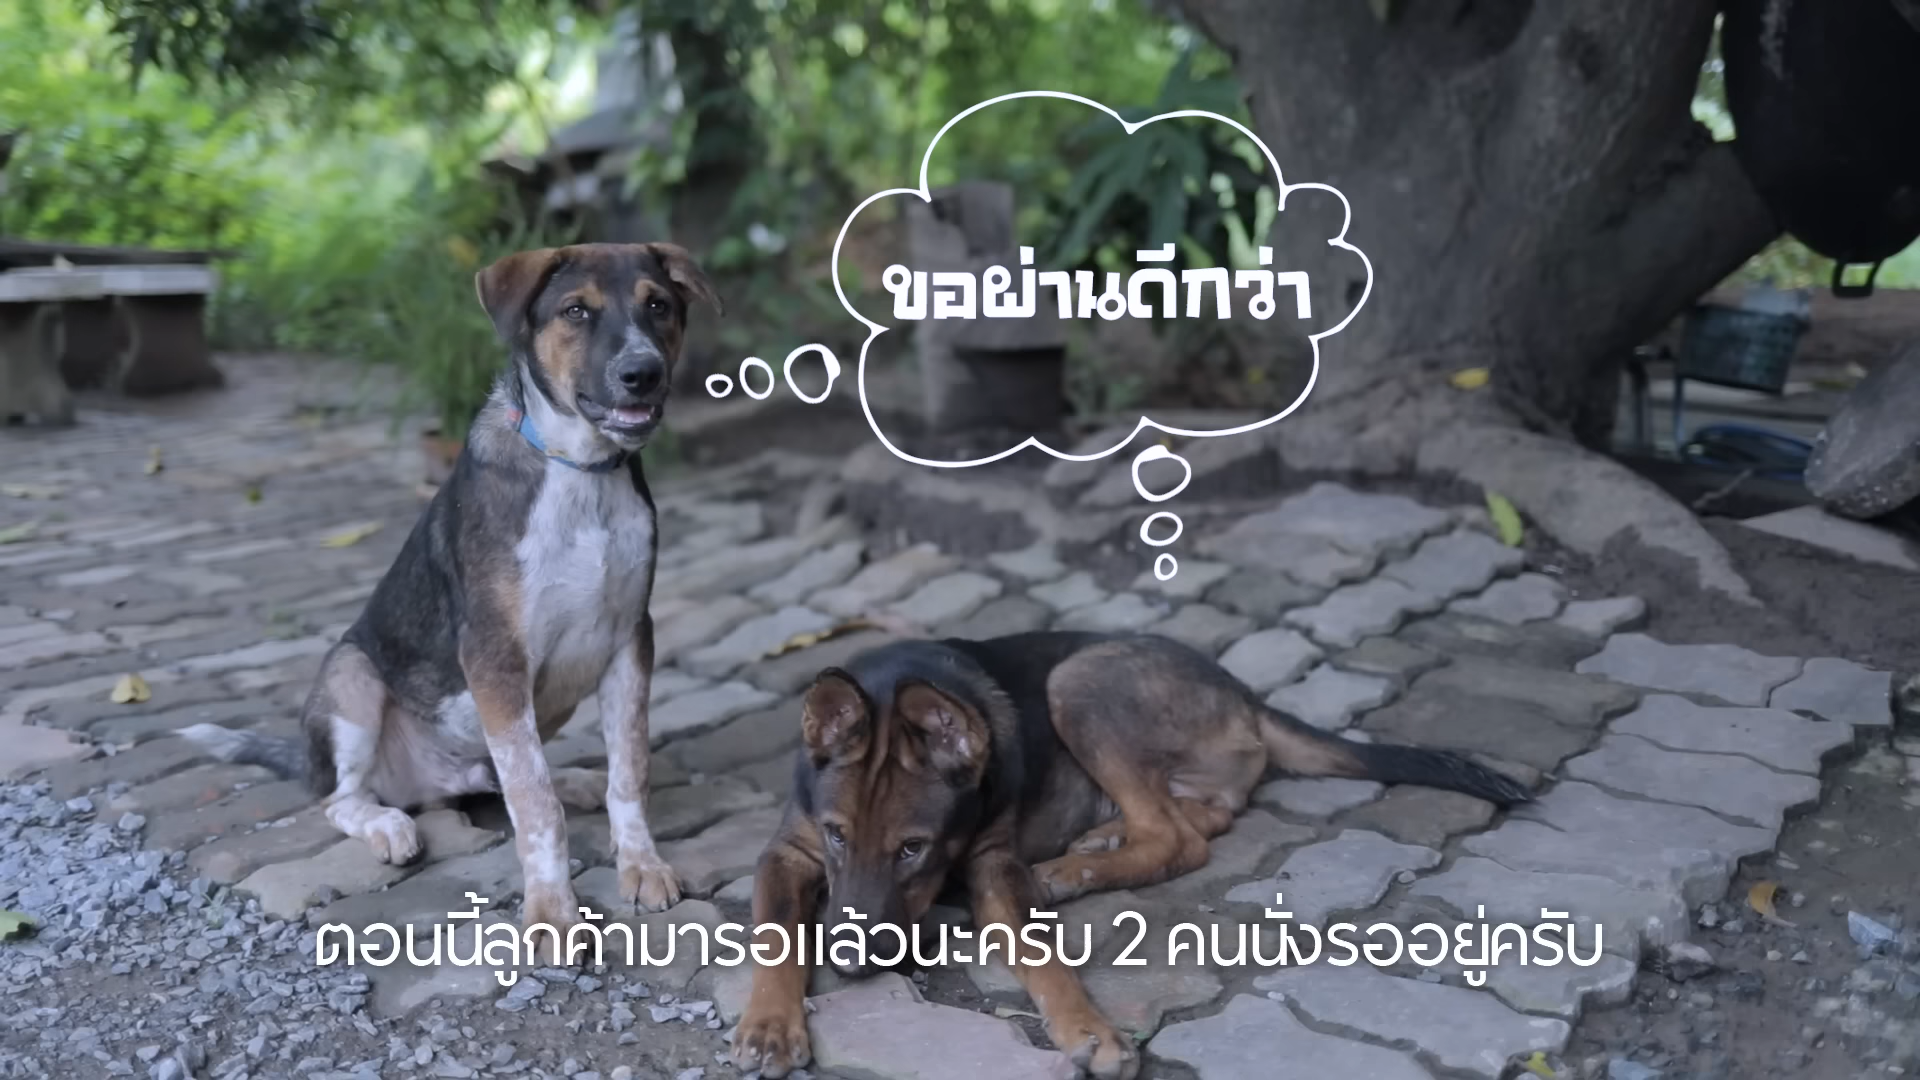 ขอผ่านดีกว่า
ตอนนี้ลูกค้ามารอแล้วนะครับ 2 คนนั่งรออยู่ครับ